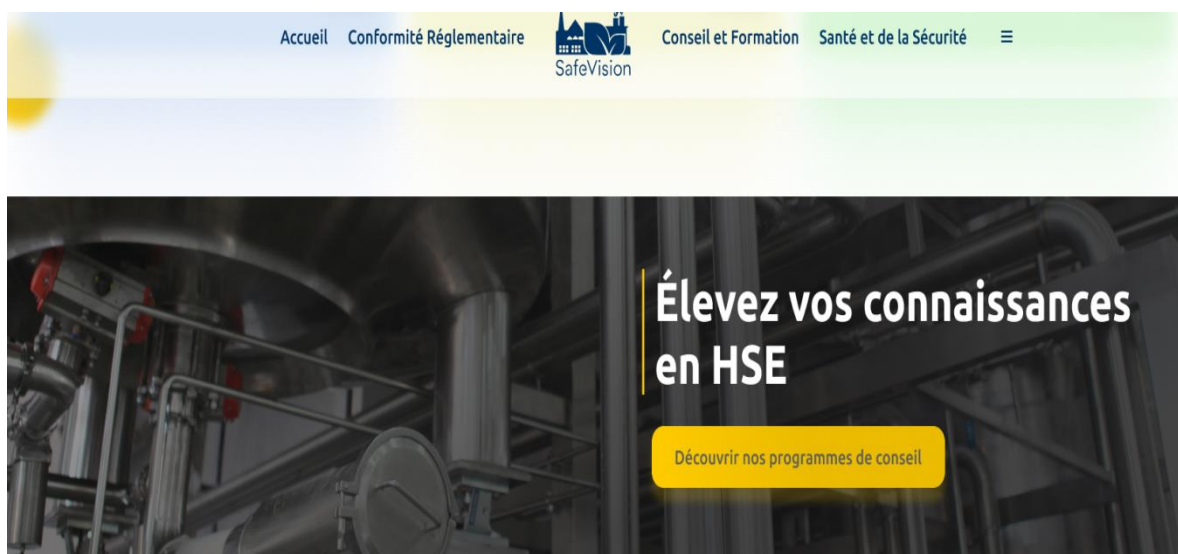 Accueil Conformité Réglementaire SafeVision Conseil et Formation Santé et de la Sécurité ☰
Élevez vos connaissances
en HSE
Découvrir nos programmes de conseil